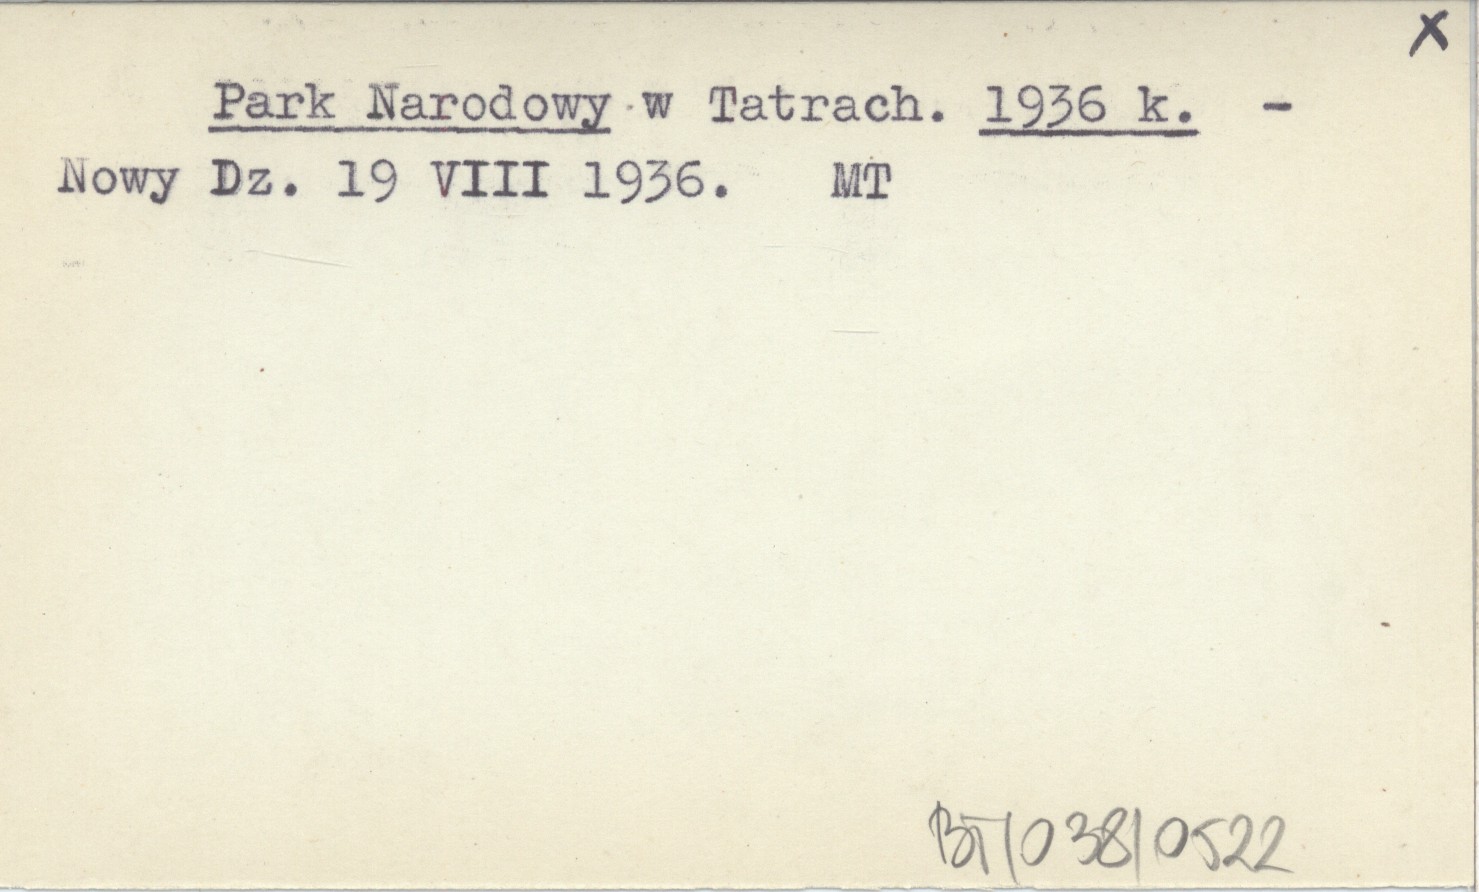 X
Park Narodowy w Tatrach. 1936 k. -
Nowy Dz. 19 VIII 1936. MT
BT/038/0522